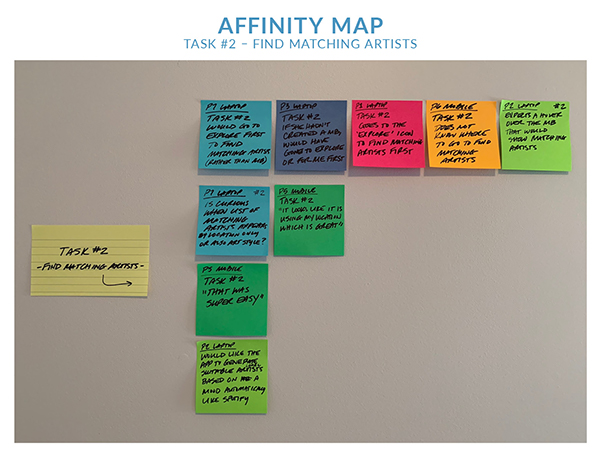 AFFINITY MAP
TASK #2 – FIND MATCHING ARTISTS
P7 LAPTOP
TASK #2
WOULD GO TO
EXPLORE FIRST
TO FIND
MATCHING ARTISTS
(RATHER THAN MB)
P3 LAPTOP
TASK #2
IF SHE HADN'T
CREATED A MB,
WOULD HAVE
GONE TO EXPLORE
OR FOR ME FIRST
LAPTOP
TASK #2
GOES TO THE
"EXPLORE" ICON
TO FIND MATCHING
ARTISTS FIRST
P6 MOBILE
TASK #2
DOES NOT
KNOW WHERE
TO GO TO FIND
MATCHING
ARTISTS
P2 LAPTOP #2
EXPECTS A HOVER
OVER THE MB
THAT WOULD
SHOW MATCHING
ARTISTS
P7 LAPTOP #2
IS CURIOUS
WHEN LIST OF
MATCHING
ARTISTS APPEARS
BY LOCATION ONLY
OR ALSO ART STYLE?
P5 MOBILE
TASK #2
"IT LOOKS LIKE IT IS
USING MY LOCATION
WHICH IS GREAT"
TASK #2
-FIND MATCHING ARTISTS-
P5 MOBILE
TASK #2
"THAT WAS
SUPER EASY"
P2 LAPTOP
WOULD LIKE THE
APP TO GENERATE
SUITABLE ARTISTS
BASED ON A
MOOD AUTOMATICALLY
LIKE SPOTIFY